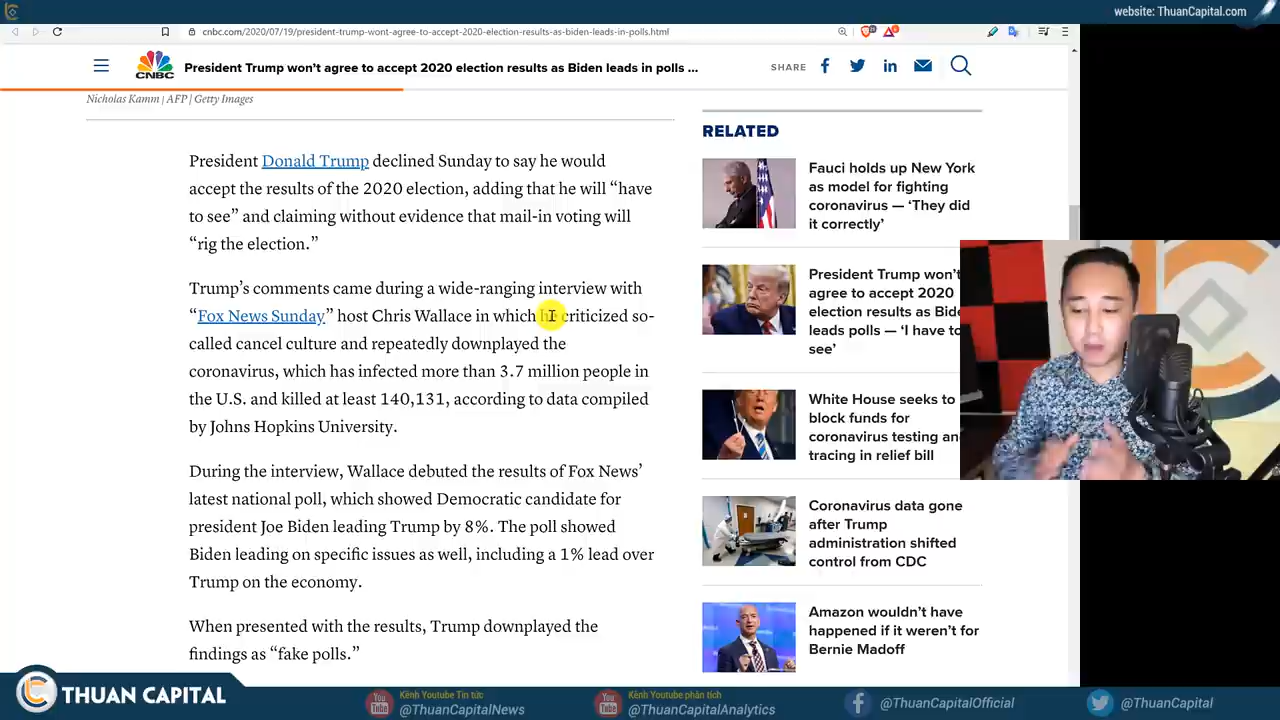 website: ThuanCapital.com
cnbc.com/2020/07/19/president-trump-wont-agree-to-accept-2020-election-results-as-biden-leads-in-polls.html
CNBC
President Trump won’t agree to accept 2020 election results as Biden leads in polls ...
SHARE
Nicholas Kamm | AFP | Getty Images
President Donald Trump declined Sunday to say he would
accept the results of the 2020 election, adding that he will “have
to see” and claiming without evidence that mail-in voting will
“rig the election.”
Trump’s comments came during a wide-ranging interview with
“Fox News Sunday” host Chris Wallace in which he criticized so-
called cancel culture and repeatedly downplayed the
coronavirus, which has infected more than 3.7 million people in
the U.S. and killed at least 140,131, according to data compiled
by Johns Hopkins University.
During the interview, Wallace debuted the results of Fox News’
latest national poll, which showed Democratic candidate for
president Joe Biden leading Trump by 8%. The poll showed
Biden leading on specific issues as well, including a 1% lead over
Trump on the economy.
When presented with the results, Trump downplayed the
findings as “fake polls.”
RELATED
Fauci holds up New York
as model for fighting
coronavirus — ‘They did
it correctly’
President Trump won’t
agree to accept 2020
election results as Bide
leads polls — ‘I have to
see’
White House seeks to
block funds for
coronavirus testing an
tracing in relief bill
Coronavirus data gone
after Trump
administration shifted
control from CDC
Amazon wouldn’t have
happened if it weren’t for
Bernie Madoff
THUAN CAPITAL
Kênh Youtube Tin tức
@ThuanCapitalNews
Kênh Youtube phân tích
@ThuanCapitalAnalytics
@ThuanCapitalOfficial
@ThuanCapital